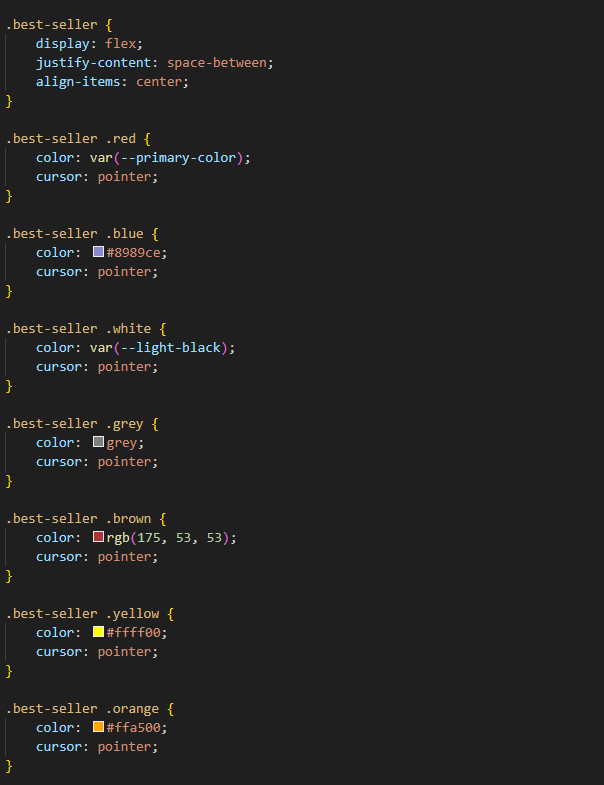 .best-seller {
    display: flex;
    justify-content: space-between;
    align-items: center;
}

.best-seller .red {
    color: var(--primary-color);
    cursor: pointer;
}

.best-seller .blue {
    color: #8989ce;
    cursor: pointer;
}

.best-seller .white {
    color: var(--light-black);
    cursor: pointer;
}

.best-seller .grey {
    color: grey;
    cursor: pointer;
}

.best-seller .brown {
    color: rgb(175, 53, 53);
    cursor: pointer;
}

.best-seller .yellow {
    color: #ffff00;
    cursor: pointer;
}

.best-seller .orange {
    color: #ffa500;
    cursor: pointer;
}